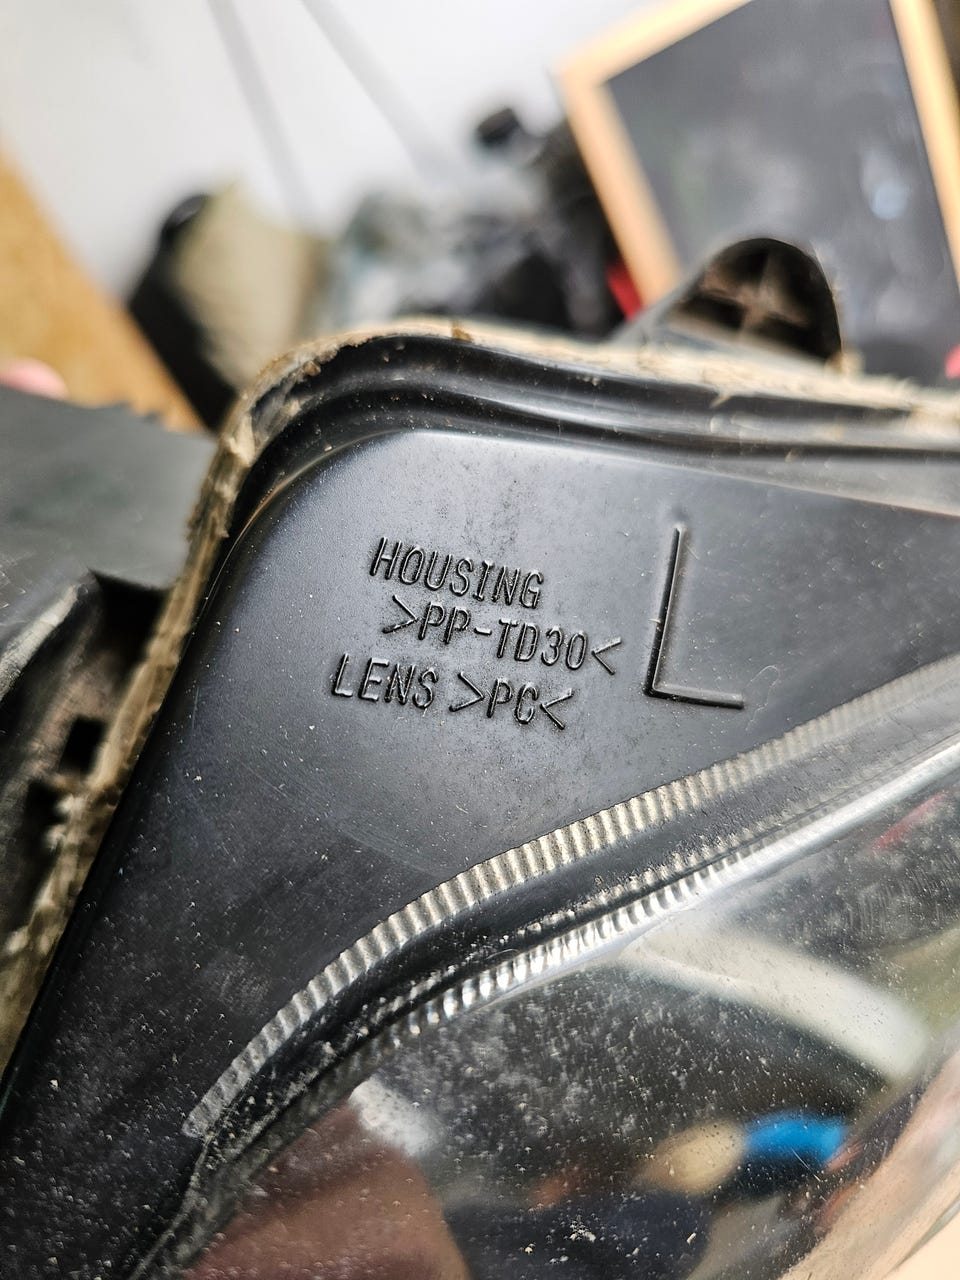 HOUSING
>PP-TD30<
LENS >PC<
L